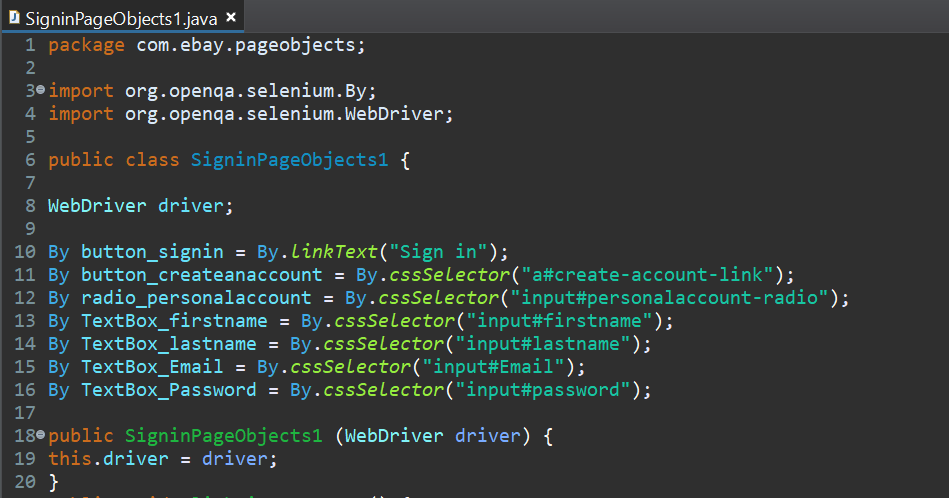 SigninPageObjects1.java ×
1 package com.ebay.pageobjects;
2
3 import org.openqa.selenium.By;
4 import org.openqa.selenium.WebDriver;
5
6 public class SigninPageObjects1 {
7
8 WebDriver driver;
9
10 By button_signin = By.linkText("Sign in");
11 By button_createanaccount = By.cssSelector("a#create-account-link");
12 By radio_personalaccount = By.cssSelector("input#personalaccount-radio");
13 By TextBox_firstname = By.cssSelector("input#firstname");
14 By TextBox_lastname = By.cssSelector("input#lastname");
15 By TextBox_Email = By.cssSelector("input#Email");
16 By TextBox_Password = By.cssSelector("input#password");
17
18 public SigninPageObjects1 (WebDriver driver) {
19 this.driver = driver;
20 }